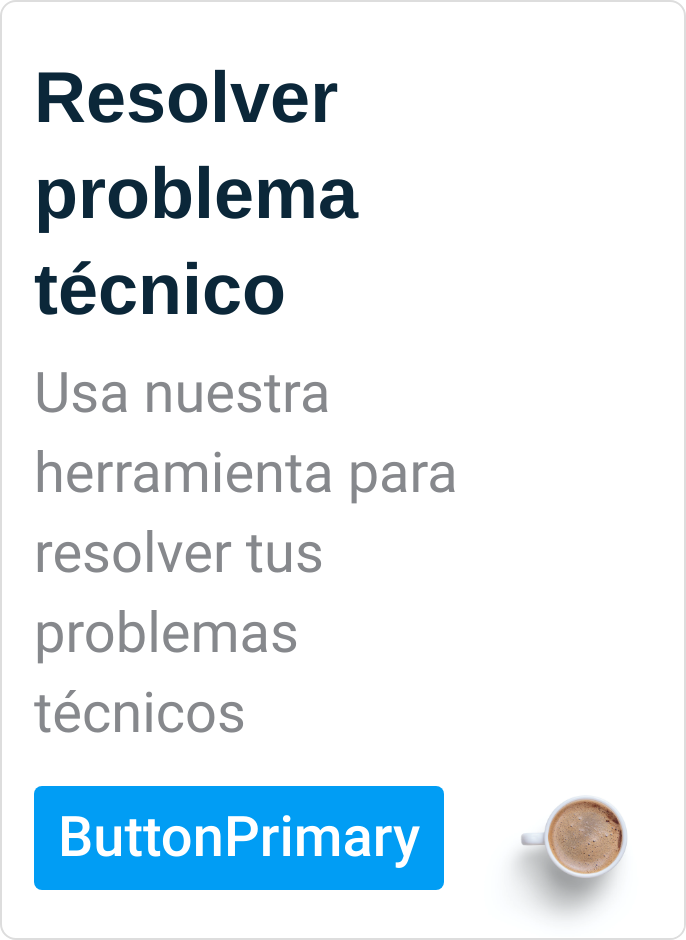 Resolver
problema
técnico
Usa nuestra
herramienta para
resolver tus
problemas
técnicos
ButtonPrimary